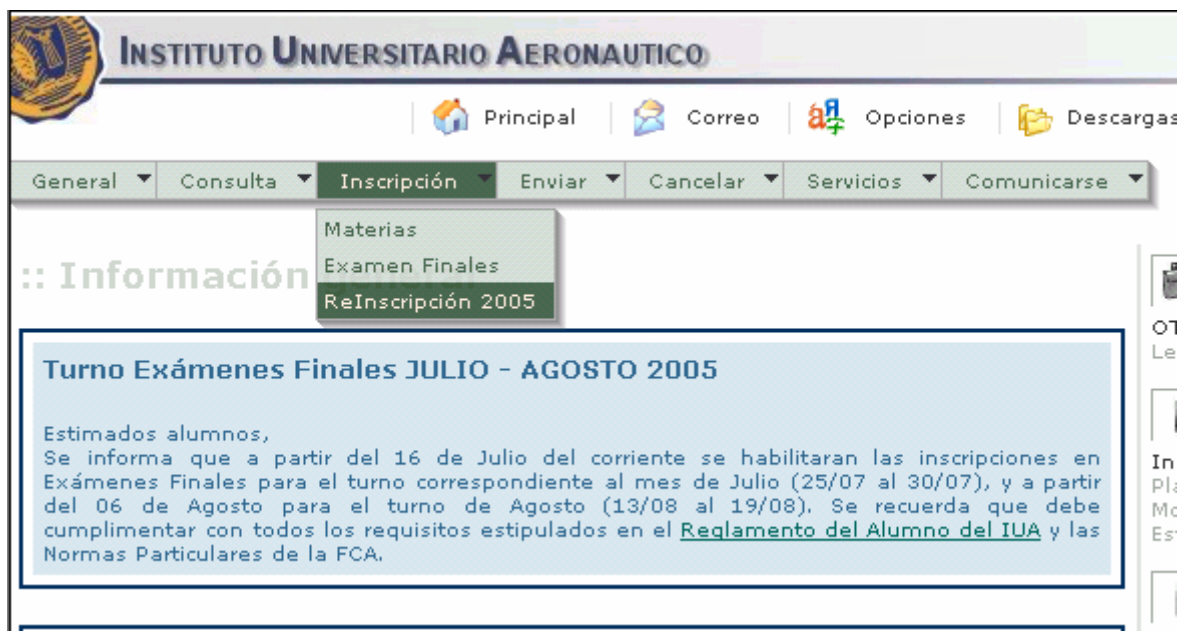 INSTITUTO UNIVERSITARIO AERONAUTICO
Principal Correo Opciones Descargas
General Consulta Inscripción Enviar Cancelar Servicios Comunicarse
Materias
Examen Finales
ReInscripción 2005
:: Información general
Turno Exámenes Finales JULIO - AGOSTO 2005
Estimados alumnos,
Se informa que a partir del 16 de Julio del corriente se habilitaran las inscripciones en
Exámenes Finales para el turno correspondiente al mes de Julio (25/07 al 30/07), y a partir
del 06 de Agosto para el turno de Agosto (13/08 al 19/08). Se recuerda que debe
cumplimentar con todos los requisitos estipulados en el Reglamento del Alumno del IUA y las
Normas Particulares de la FCA.